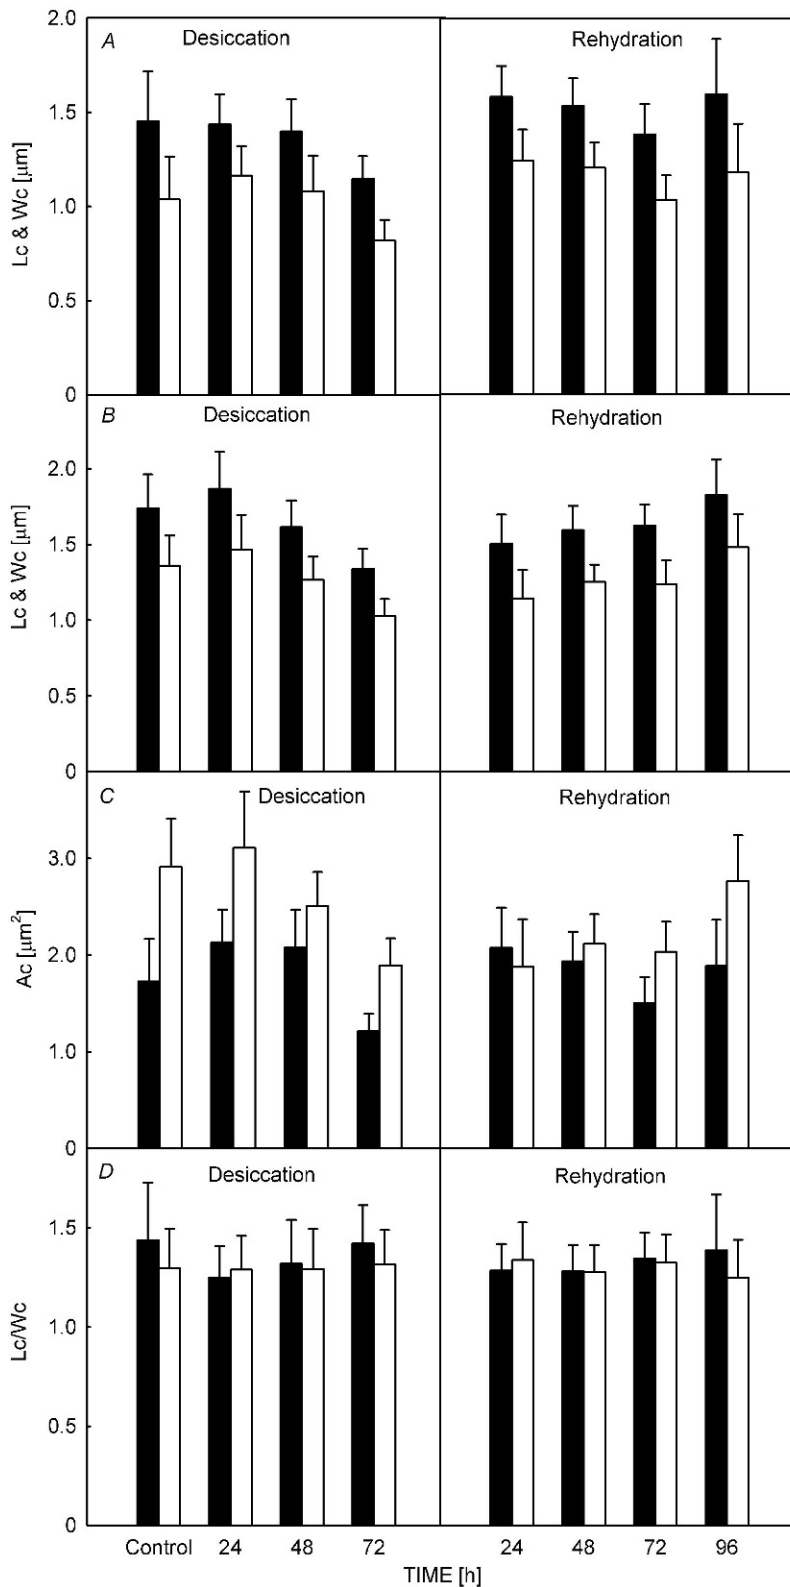 A Desiccation Rehydration
2.0
1.5
1.0
0.5
0
Lc & Wc [µm]
B Desiccation Rehydration
2.0
1.5
1.0
0.5
0
Lc & Wc [µm]
C Desiccation Rehydration
3.0
2.0
1.0
0
Ac [µm²]
D Desiccation Rehydration
1.5
1.0
0.5
0
Lc/Wc
Control 24 48 72 24 48 72 96
TIME [h]